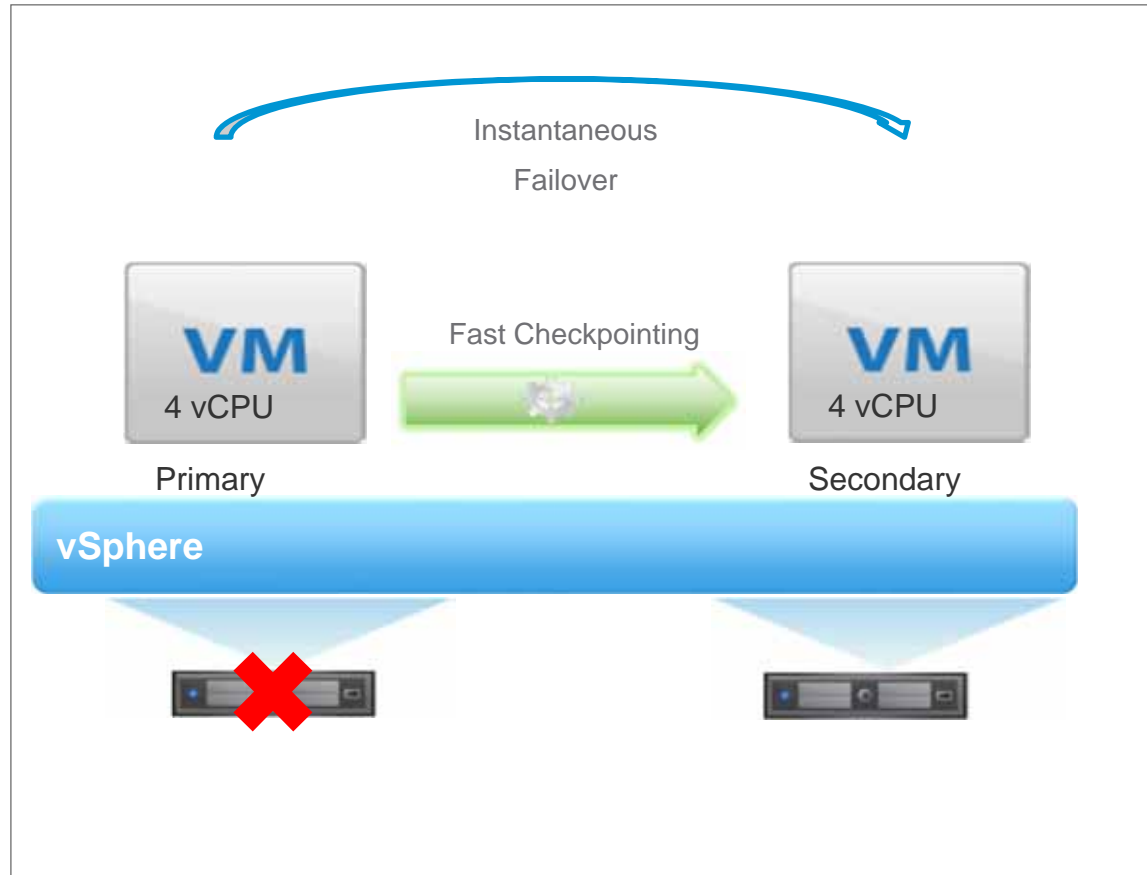 Instantaneous
Failover
VM
4 vCPU
Fast Checkpointing
VM
4 vCPU
Primary
Secondary
vSphere